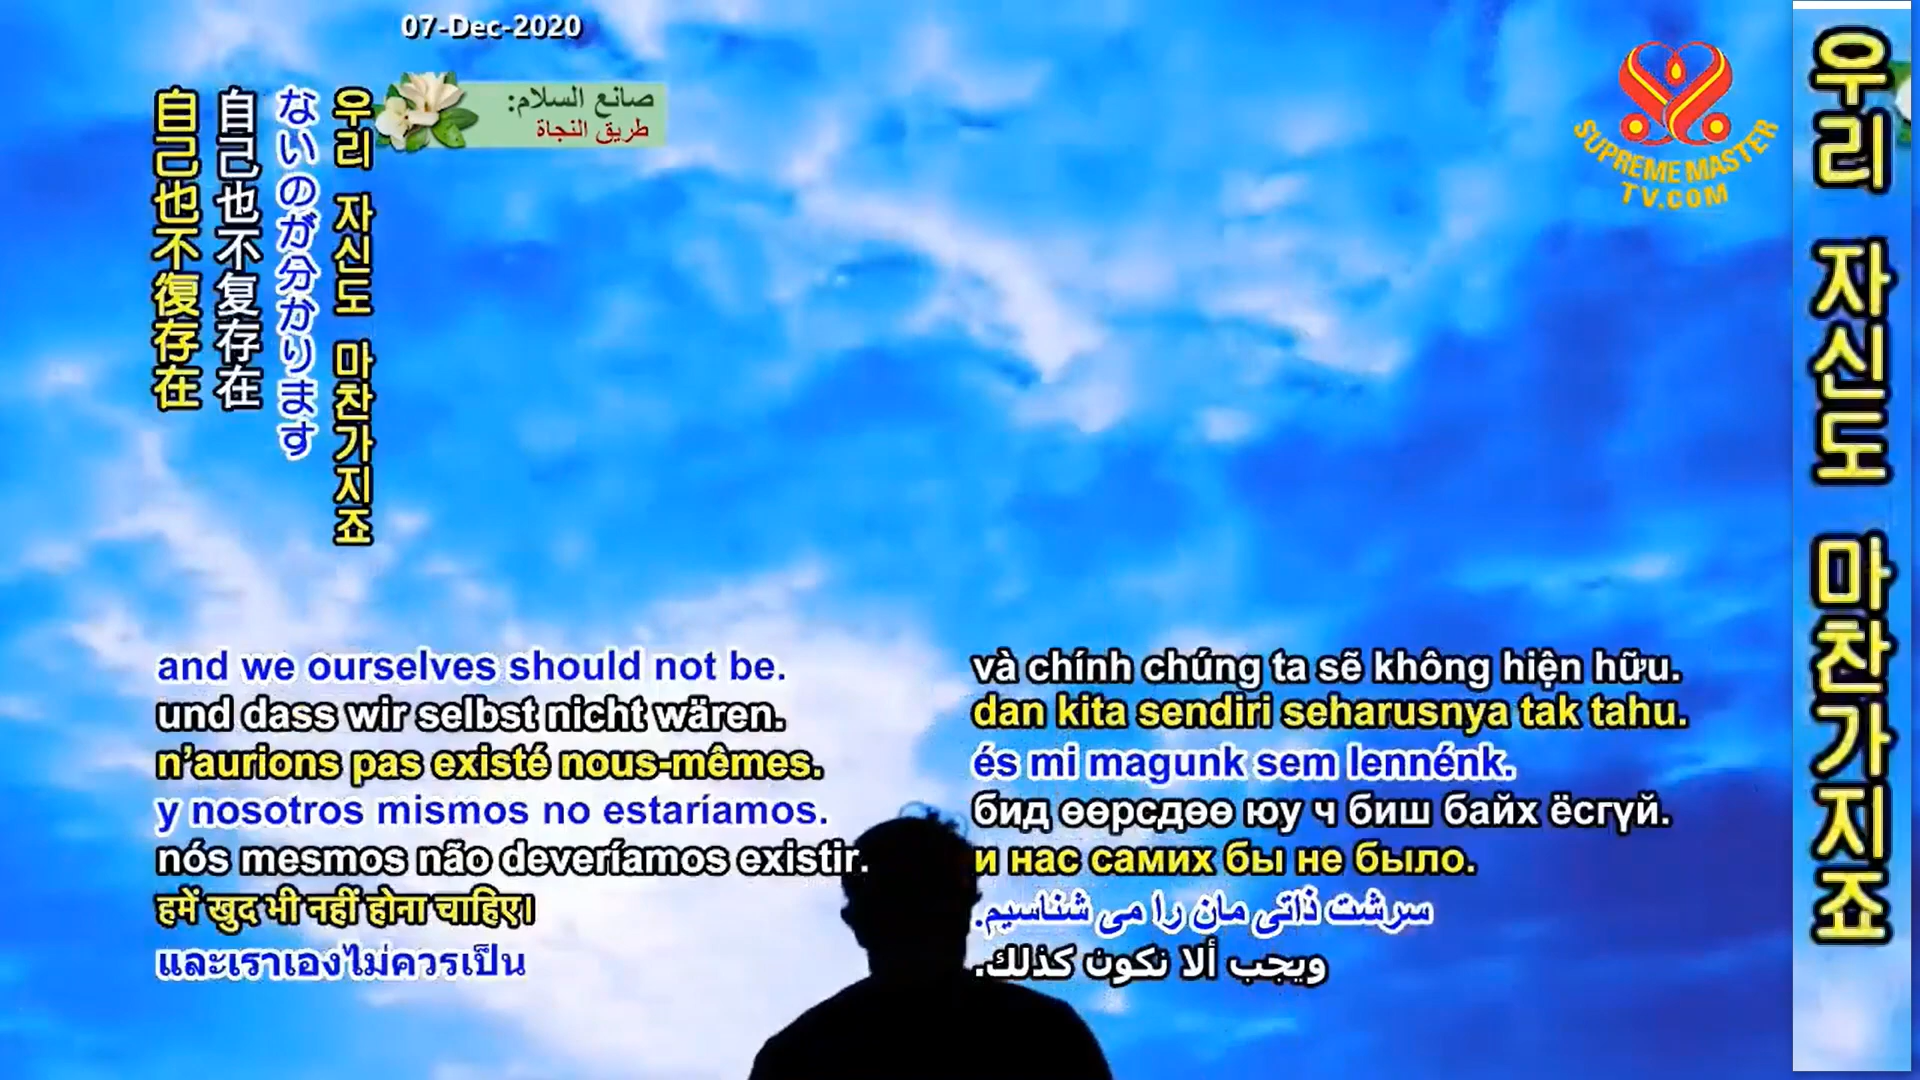 07-Dec-2020
صانع السلام:
طريق النجاة
SUPREME MASTER
TV.COM
우리 자신도 마찬가지죠
ないのが分かります
自己也不复存在
自己也不復存在
and we ourselves should not be.
und dass wir selbst nicht wären.
n’aurions pas existé nous-mêmes.
y nosotros mismos no estaríamos.
nós mesmos não deveríamos existir.
हमें खुद भी नहीं होना चाहिए।
และเราเองไม่ควรเป็น
và chính chúng ta sẽ không hiện hữu.
dan kita sendiri seharusnya tak tahu.
és mi magunk sem lennénk.
бид өөрсдөө юу ч биш байх ёсгүй.
и нас самих бы не было.
سرشت ذاتی مان را می شناسیم.
ويجب ألا نكون كذلك.
우리 자신도 마찬가지죠